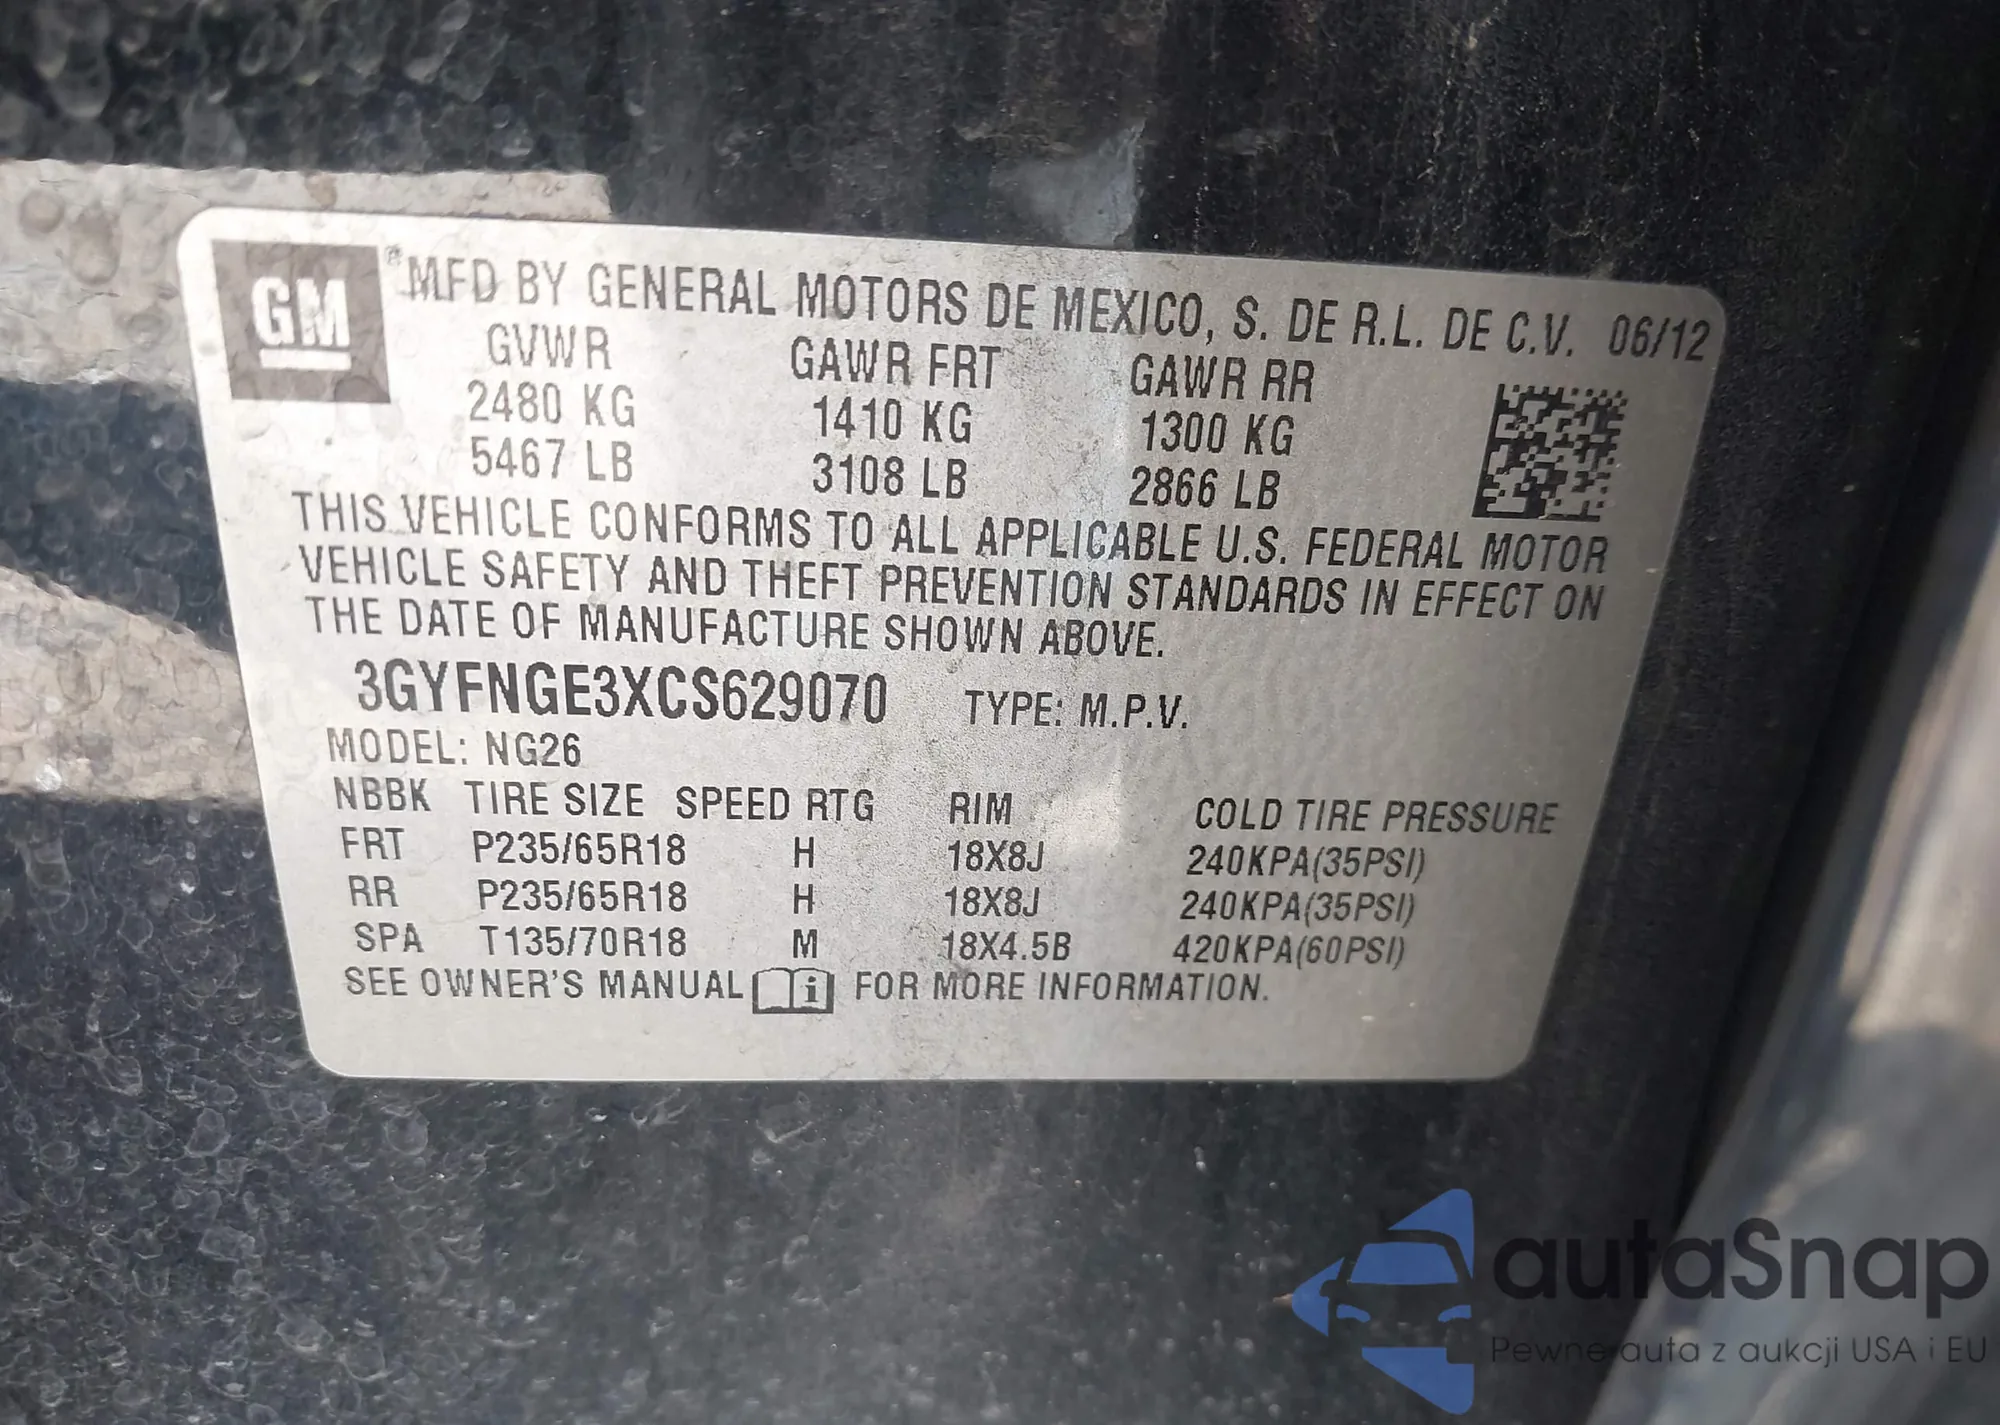 GM ® MFD BY GENERAL MOTORS DE MEXICO, S. DE R.L. DE C.V. 06/12
GVWR GAWR FRT GAWR RR
2480 KG 1410 KG 1300 KG
5467 LB 3108 LB 2866 LB
THIS VEHICLE CONFORMS TO ALL APPLICABLE U.S. FEDERAL MOTOR
VEHICLE SAFETY AND THEFT PREVENTION STANDARDS IN EFFECT ON
THE DATE OF MANUFACTURE SHOWN ABOVE.
3GYFNGE3XCS629070 TYPE: M.P.V.
MODEL: NG26
NBBK TIRE SIZE SPEED RTG RIM COLD TIRE PRESSURE
FRT P235/65R18 H 18X8J 240KPA(35PSI)
RR P235/65R18 H 18X8J 240KPA(35PSI)
SPA T135/70R18 M 18X4.5B 420KPA(60PSI)
SEE OWNER'S MANUAL i FOR MORE INFORMATION.
autaSnap
Pewne auta z aukcji USA i EU